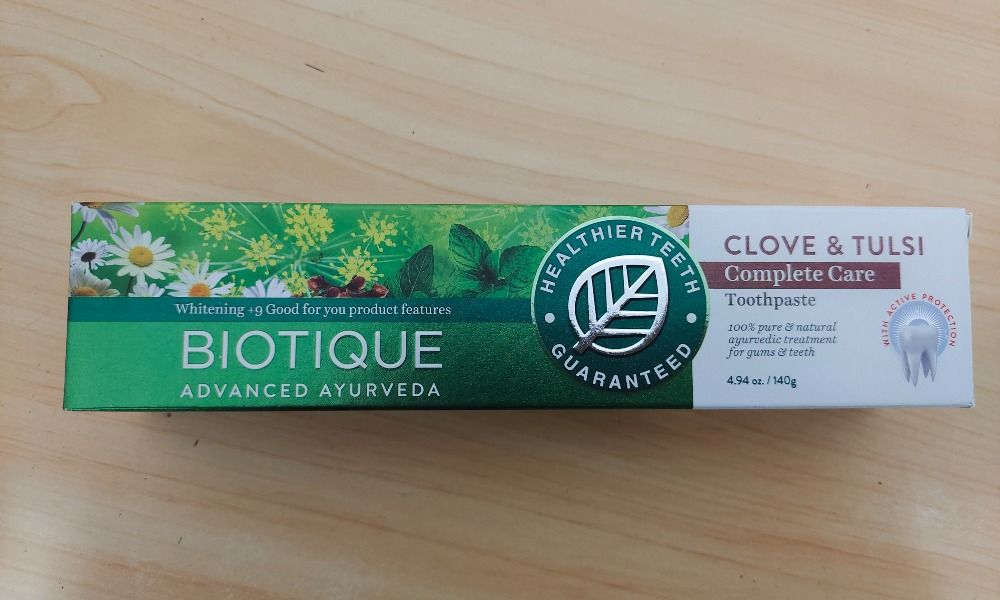 Whitening +9 Good for you product features
BIOTIQUE
ADVANCED AYURVEDA
HEALTHIER TEETH
GUARANTEED
CLOVE & TULSI
Complete Care
Toothpaste
100% pure & natural
ayurvedic treatment
for gums & teeth
4.94 oz. / 140g
WITH ACTIVE PROTECTION